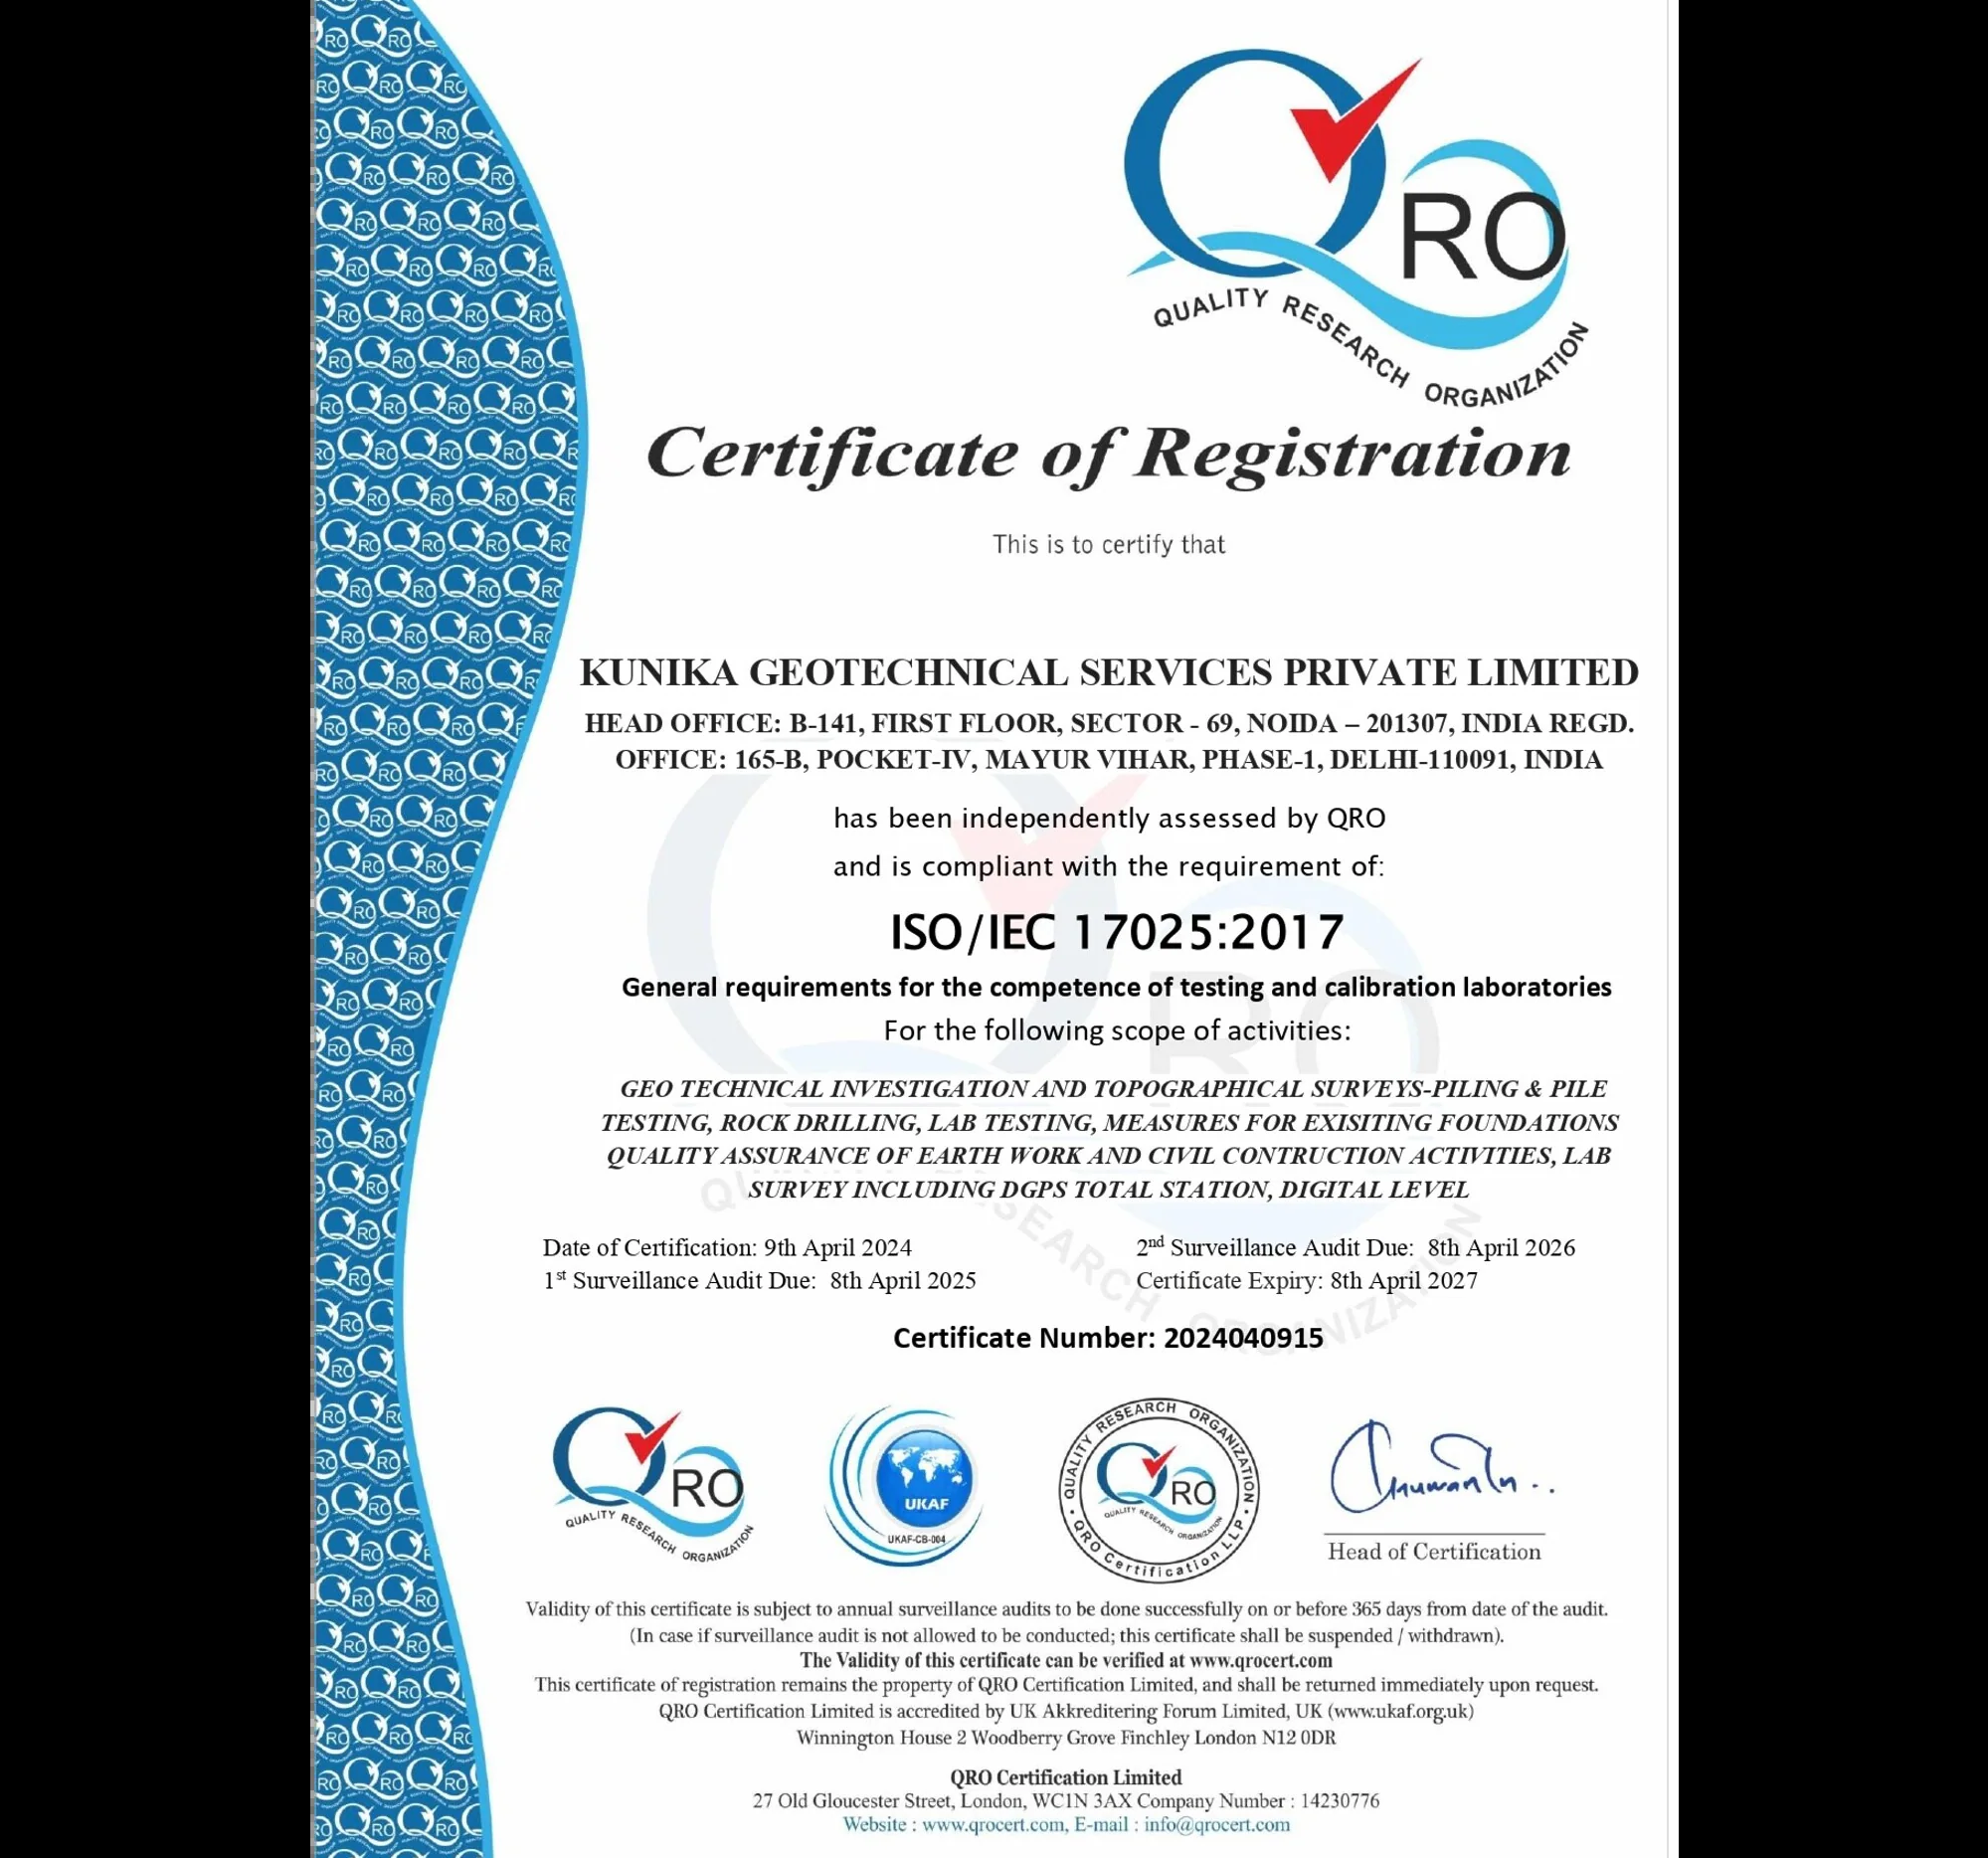 QRO
QUALITY RESEARCH ORGANIZATION
Certificate of Registration
This is to certify that
KUNIKA GEOTECHNICAL SERVICES PRIVATE LIMITED
HEAD OFFICE: B-141, FIRST FLOOR, SECTOR - 69, NOIDA – 201307, INDIA REGD.
OFFICE: 165-B, POCKET-IV, MAYUR VIHAR, PHASE-1, DELHI-110091, INDIA
has been independently assessed by QRO
and is compliant with the requirement of:
ISO/IEC 17025:2017
General requirements for the competence of testing and calibration laboratories
For the following scope of activities:
GEO TECHNICAL INVESTIGATION AND TOPOGRAPHICAL SURVEYS-PILING & PILE
TESTING, ROCK DRILLING, LAB TESTING, MEASURES FOR EXISITING FOUNDATIONS
QUALITY ASSURANCE OF EARTH WORK AND CIVIL CONTRUCTION ACTIVITIES, LAB
SURVEY INCLUDING DGPS TOTAL STATION, DIGITAL LEVEL
Date of Certification: 9th April 2024
1st Surveillance Audit Due: 8th April 2025
2nd Surveillance Audit Due: 8th April 2026
Certificate Expiry: 8th April 2027
Certificate Number: 2024040915
QRO
QUALITY RESEARCH ORGANIZATION
UKAF
UKAF-CB-004
QUALITY RESEARCH ORGANIZATION
QRO
QUALITY RESEARCH ORGANIZATION
QRO Certification LLP
Head of Certification
Validity of this certificate is subject to annual surveillance audits to be done successfully on or before 365 days from date of the audit.
(In case if surveillance audit is not allowed to be conducted; this certificate shall be suspended / withdrawn).
The Validity of this certificate can be verified at www.qrocert.com
This certificate of registration remains the property of QRO Certification Limited, and shall be returned immediately upon request.
QRO Certification Limited is accredited by UK Akkreditering Forum Limited, UK (www.ukaf.org.uk)
Winnington House 2 Woodberry Grove Finchley London N12 0DR
QRO Certification Limited
27 Old Gloucester Street, London, WC1N 3AX Company Number : 14230776
Website : www.qrocert.com, E-mail : info@qrocert.com